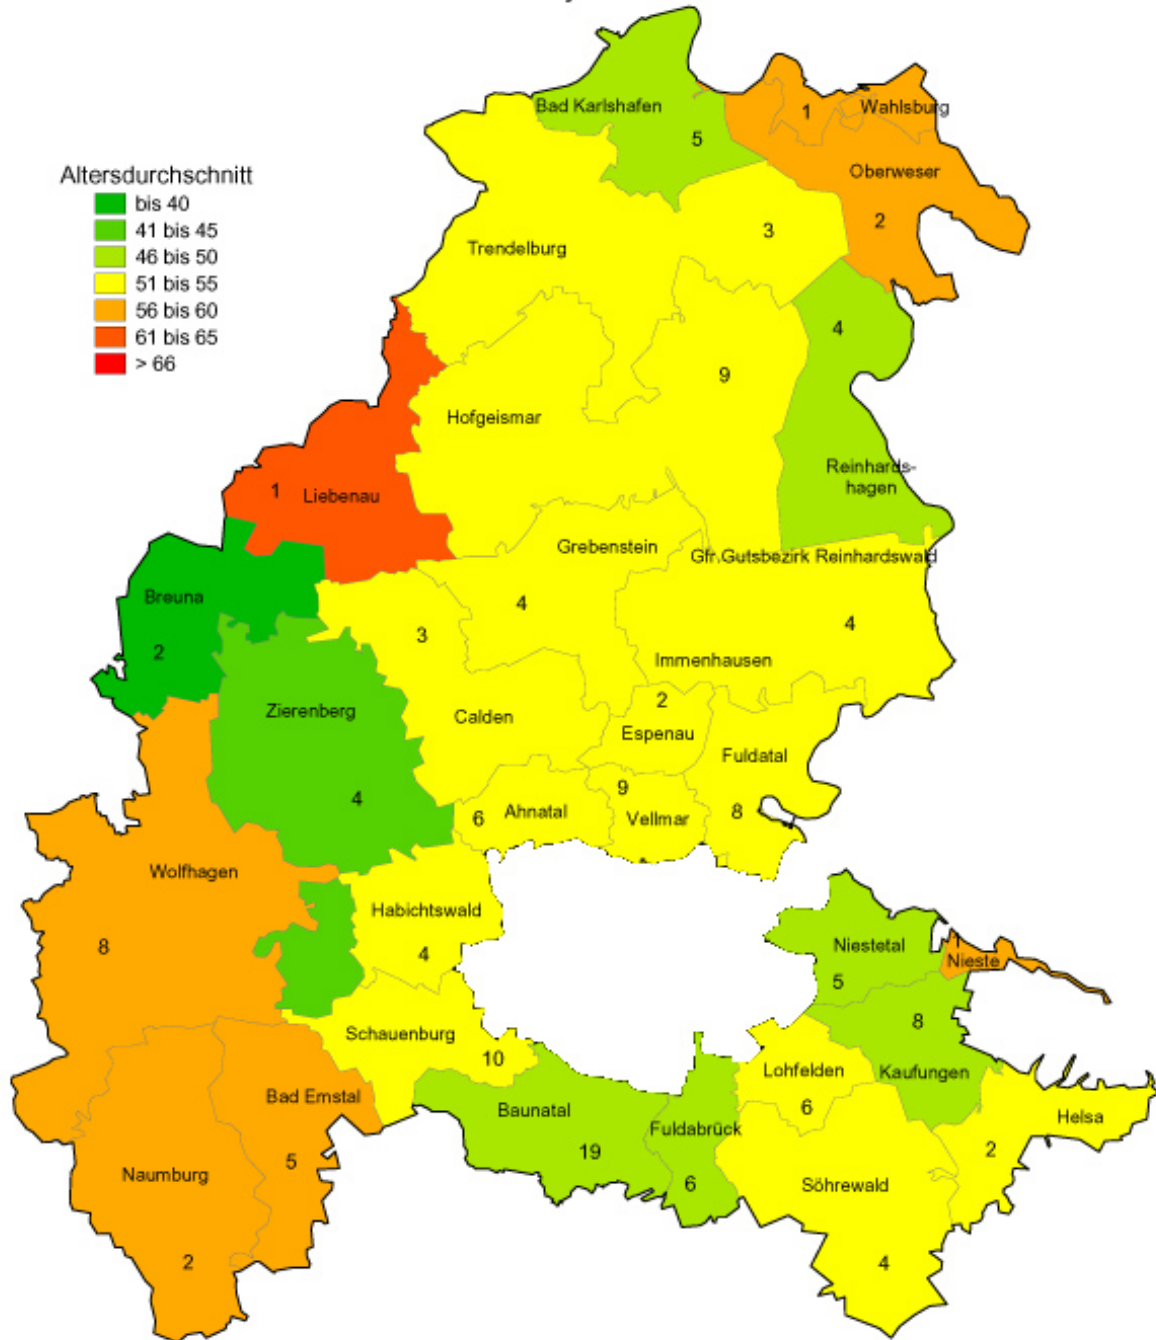 Bad Karlshafen
1
Wahlsburg
5
Oberweser
Altersdurchschnitt
bis 40
41 bis 45
46 bis 50
51 bis 55
56 bis 60
61 bis 65
> 66
2
3
Trendelburg
4
9
Hofgeismar
Reinhards-
hagen
1
Liebenau
Grebenstein
Gfr.Gutsbezirk Reinhardswald
Breuna
4
4
3
2
Immenhausen
2
Zierenberg
Calden
Espenau
Fuldatal
9
4
6
Ahnatal
Vellmar
8
Wolfhagen
Habichtswald
8
4
Niestetal
Nieste
5
8
Schauenburg
10
Lohfelden
Kaufungen
Bad Emstal
Baunatal
6
Helsa
Fuldabrück
19
2
5
Naumburg
6
Söhrewald
2
4